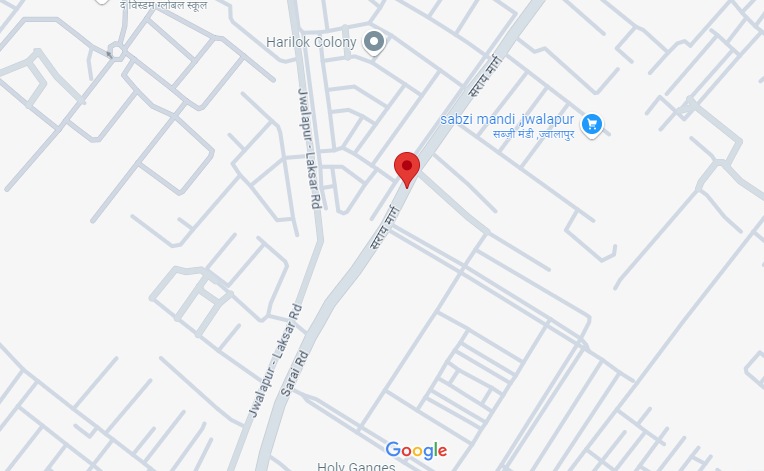 द विस्डम ग्लोबल स्कूल
Harilok Colony
सराय मार्ग
Jwalapur - Laksar Rd
sabzi mandi ,jwalapur
सब्जी मंडी ,ज्वालापुर
सराय मार्ग
Jwalapur - Laksar Rd
Sarai Rd
Google
Holy Ganges